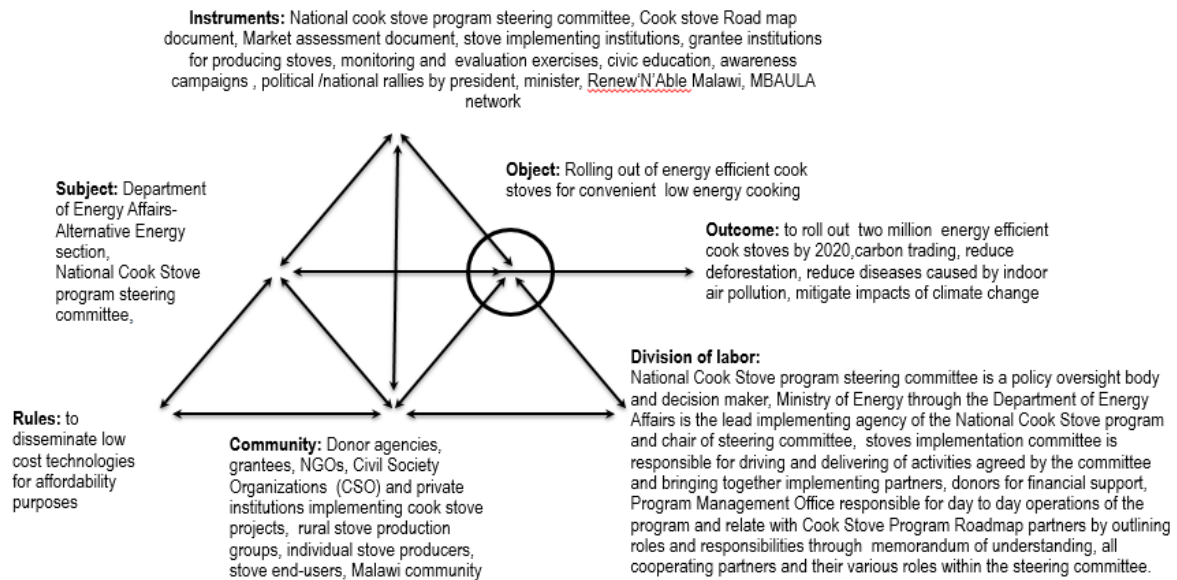 Instruments: National cook stove program steering committee, Cook stove Road map
document, Market assessment document, stove implementing institutions, grantee institutions
for producing stoves, monitoring and evaluation exercises, civic education, awareness
campaigns , political /national rallies by president, minister, Renew'N'Able Malawi, MBAULA
network
Object: Rolling out of energy efficient cook
stoves for convenient low energy cooking
Subject: Department
of Energy Affairs-
Alternative Energy
section,
National Cook Stove
program steering
committee,
Outcome: to roll out two million energy efficient
cook stoves by 2020,carbon trading, reduce
deforestation, reduce diseases caused by indoor
air pollution, mitigate impacts of climate change
Division of labor:
National Cook Stove program steering committee is a policy oversight body
and decision maker, Ministry of Energy through the Department of Energy
Affairs is the lead implementing agency of the National Cook Stove program
and chair of steering committee, stoves implementation committee is
responsible for driving and delivering of activities agreed by the committee
and bringing together implementing partners, donors for financial support,
Program Management Office responsible for day to day operations of the
program and relate with Cook Stove Program Roadmap partners by outlining
roles and responsibilities through memorandum of understanding, all
cooperating partners and their various roles within the steering committee.
Rules: to
disseminate low
cost technologies
for affordability
purposes
Community: Donor agencies,
grantees, NGOs, Civil Society
Organizations (CSO) and private
institutions implementing cook stove
projects, rural stove production
groups, individual stove producers,
stove end-users, Malawi community